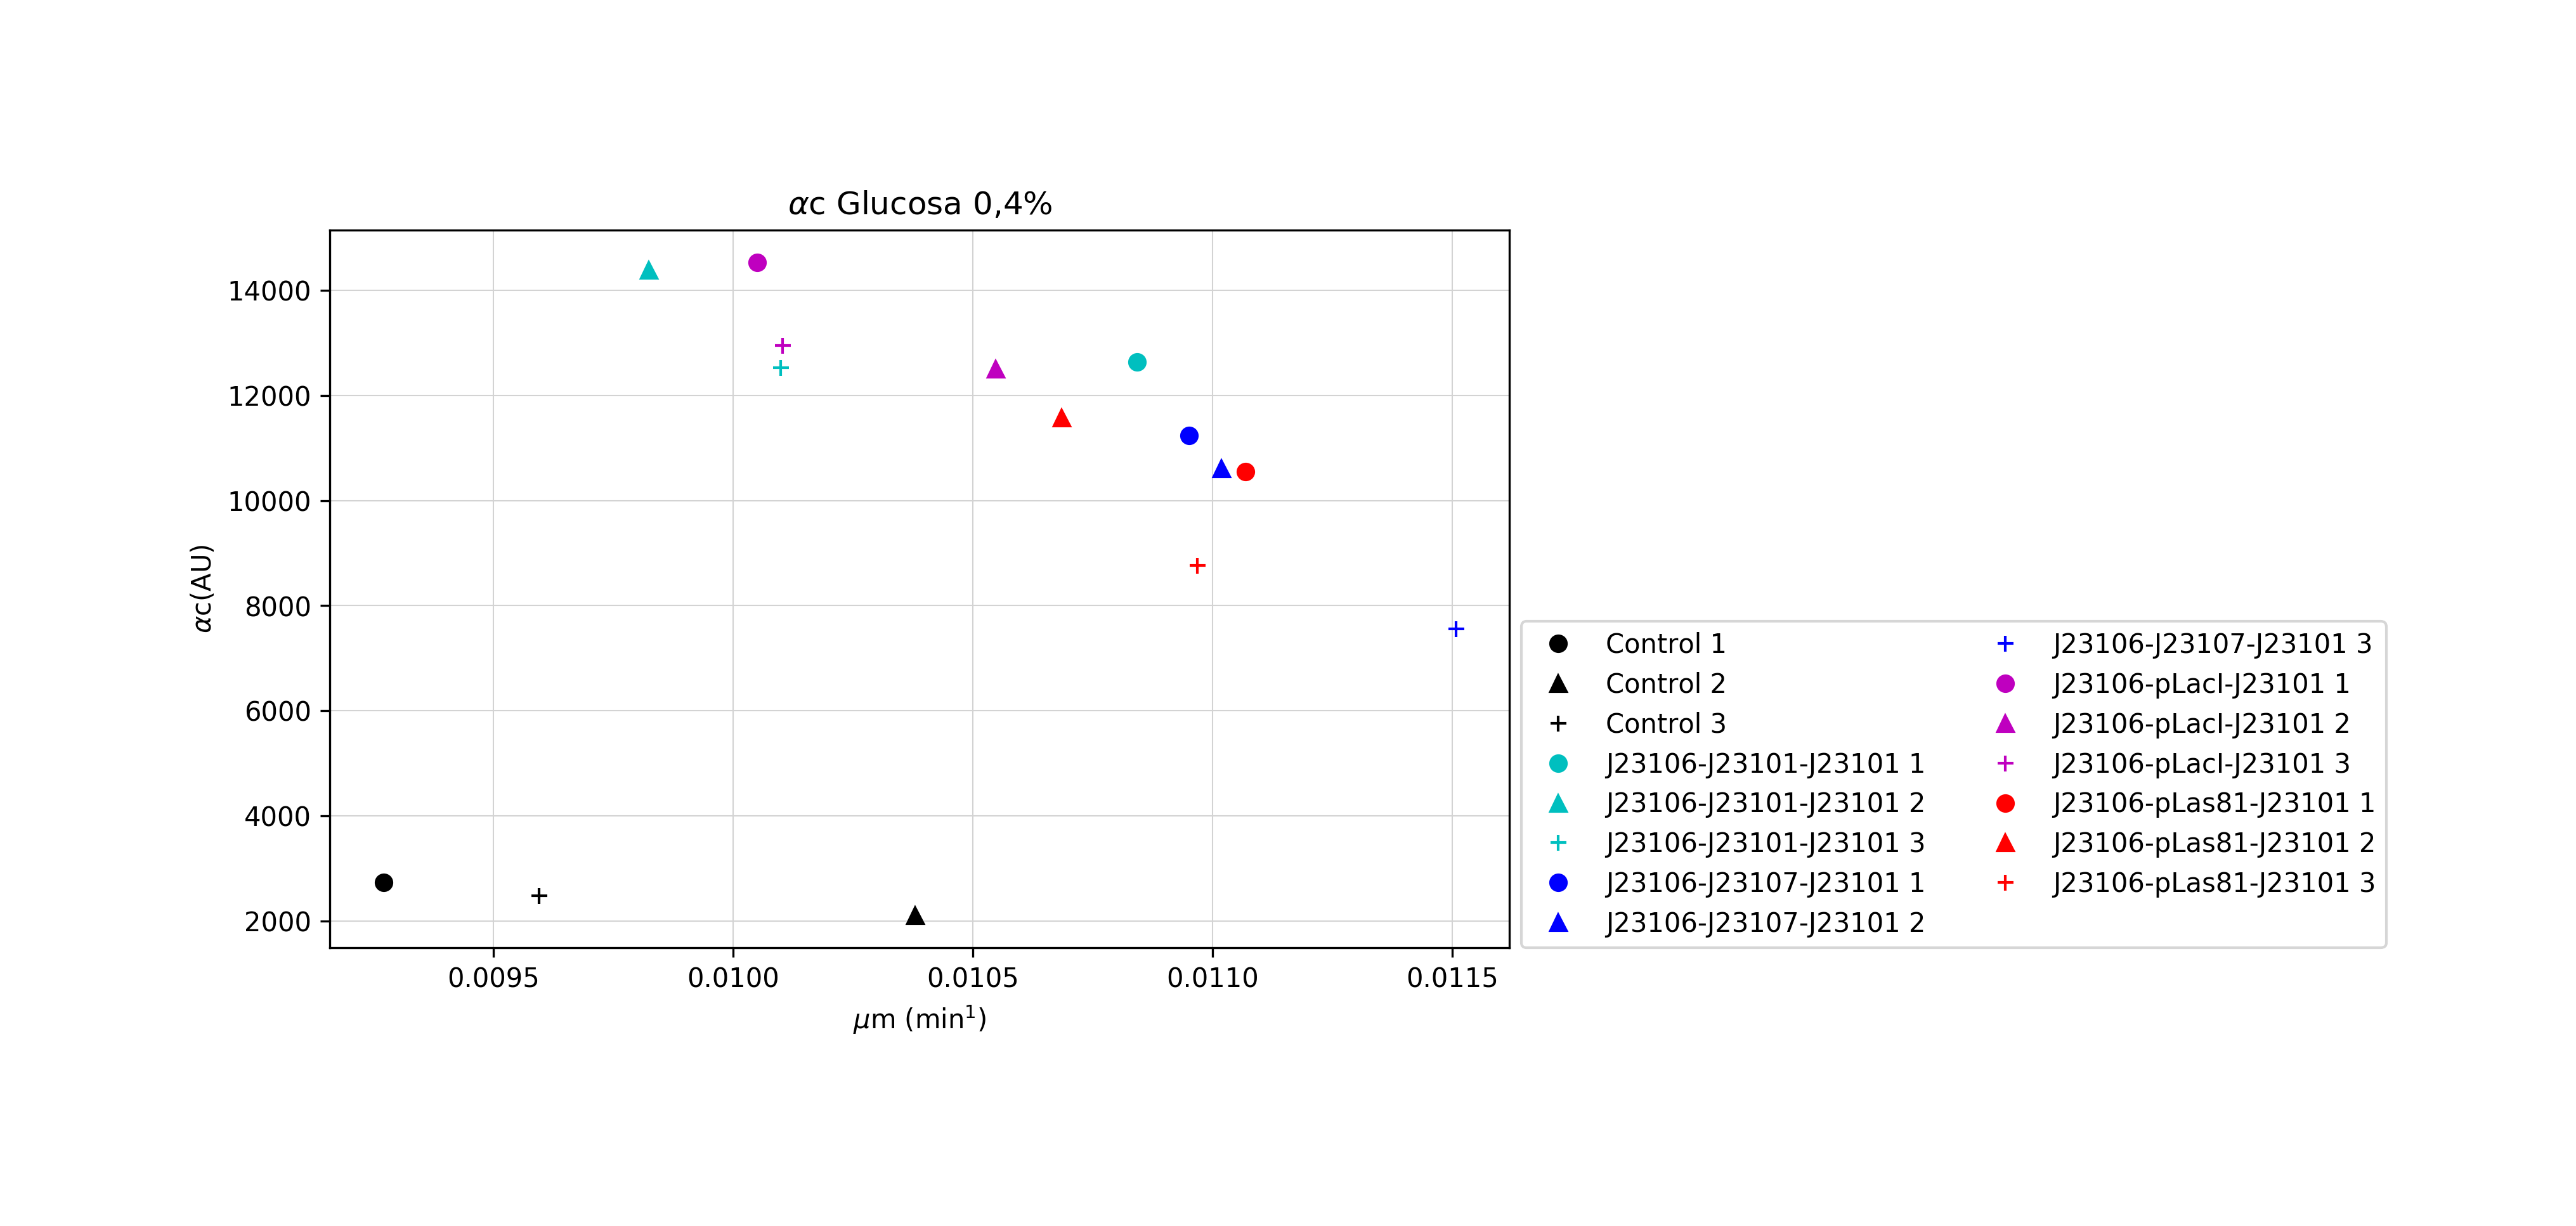 αc Glucosa 0,4%
αc(AU)
14000
12000
10000
8000
6000
4000
2000
0.0095 0.0100 0.0105 0.0110 0.0115
μm (min¹)
Control 1
Control 2
Control 3
J23106-J23101-J23101 1
J23106-J23101-J23101 2
J23106-J23101-J23101 3
J23106-J23107-J23101 1
J23106-J23107-J23101 2
J23106-J23107-J23101 3
J23106-pLacI-J23101 1
J23106-pLacI-J23101 2
J23106-pLacI-J23101 3
J23106-pLas81-J23101 1
J23106-pLas81-J23101 2
J23106-pLas81-J23101 3